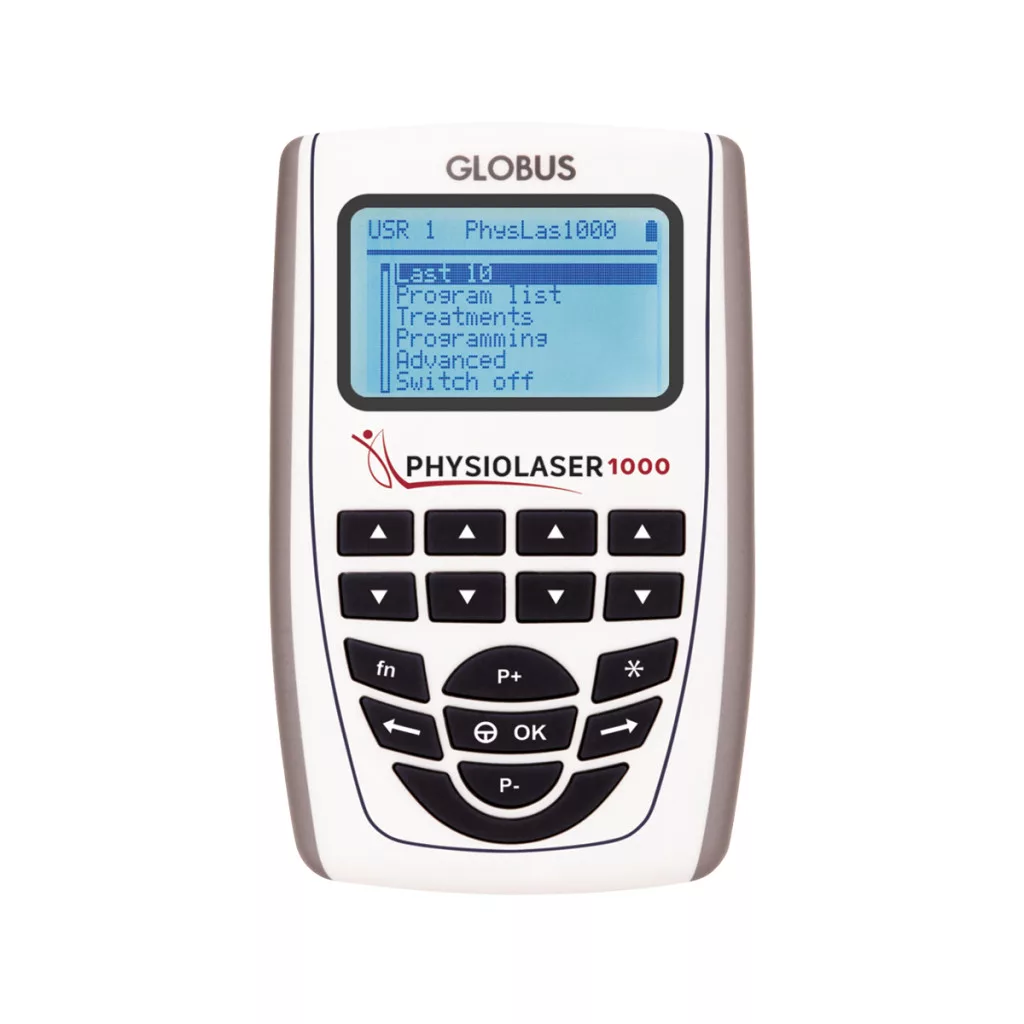 GLOBUS
USR 1 PhysLas1000
Last 10
Program list
Treatments
Programming
Advanced
Switch off
PHYSIOLASER 1000
fn
P+
*
OK
P-